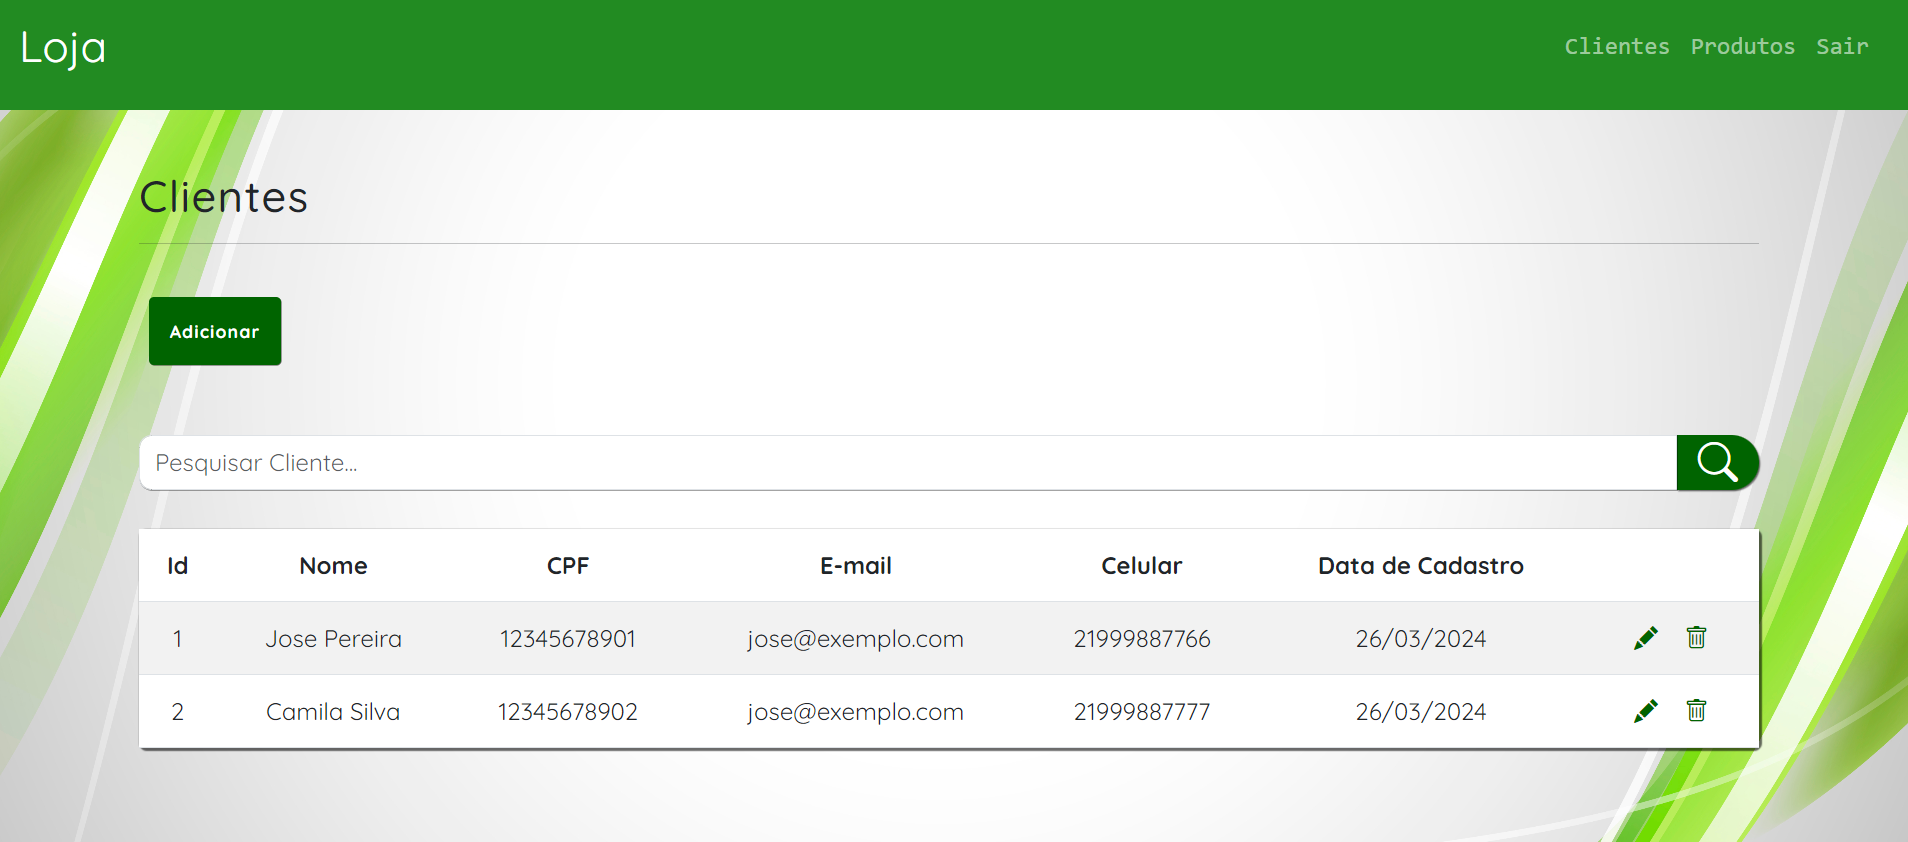 Loja
Clientes Produtos Sair
Clientes
Adicionar
Pesquisar Cliente...
Id Nome CPF E-mail Celular Data de Cadastro
1 Jose Pereira 12345678901 jose@exemplo.com 21999887766 26/03/2024
2 Camila Silva 12345678902 jose@exemplo.com 21999887777 26/03/2024